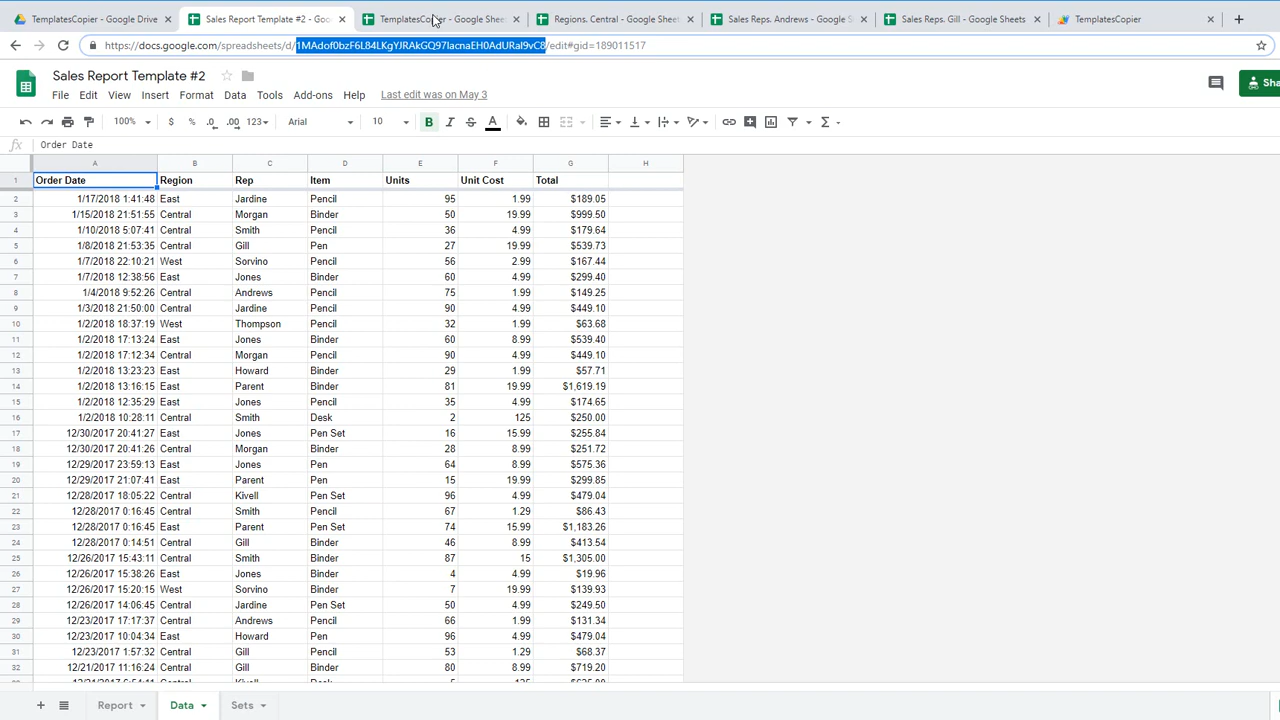 TemplatesCopier - Google Drive
Sales Report Template #2 - Goo
TemplatesCopier - Google Shee
Regions. Central - Google Sheet
Sales Reps. Andrews - Google S
Sales Reps. Gill - Google Sheets
TemplatesCopier
https://docs.google.com/spreadsheets/d/1MAdof0bzF6L84LKgYJRAkGQ97IacnaEH0AdURaI9vC8/edit#gid=189011517
Sales Report Template #2
Sha
File Edit View Insert Format Data Tools Add-ons Help Last edit was on May 3
100% $ % .0 .00 123 Arial 10 B I S A
fx Order Date
A B C D E F G H
1 Order Date Region Rep Item Units Unit Cost Total
2 1/17/2018 1:41:48 East Jardine Pencil 95 1.99 $189.05
3 1/15/2018 21:51:55 Central Morgan Binder 50 19.99 $999.50
4 1/10/2018 5:07:41 Central Smith Pencil 36 4.99 $179.64
5 1/8/2018 21:53:35 Central Gill Pen 27 19.99 $539.73
6 1/7/2018 22:10:21 West Sorvino Pencil 56 2.99 $167.44
7 1/7/2018 12:38:56 East Jones Binder 60 4.99 $299.40
8 1/4/2018 9:52:26 Central Andrews Pencil 75 1.99 $149.25
9 1/3/2018 21:50:00 Central Jardine Pencil 90 4.99 $449.10
10 1/2/2018 18:37:19 West Thompson Pencil 32 1.99 $63.68
11 1/2/2018 17:13:24 East Jones Binder 60 8.99 $539.40
12 1/2/2018 17:12:34 Central Morgan Pencil 90 4.99 $449.10
13 1/2/2018 13:23:23 East Howard Binder 29 1.99 $57.71
14 1/2/2018 13:16:15 East Parent Binder 81 19.99 $1,619.19
15 1/2/2018 12:35:29 East Jones Pencil 35 4.99 $174.65
16 1/2/2018 10:28:11 Central Smith Desk 2 125 $250.00
17 12/30/2017 20:41:27 East Jones Pen Set 16 15.99 $255.84
18 12/30/2017 20:41:26 Central Morgan Binder 28 8.99 $251.72
19 12/29/2017 23:59:13 East Jones Pen 64 8.99 $575.36
20 12/29/2017 21:07:41 East Parent Pen 15 19.99 $299.85
21 12/28/2017 18:05:22 Central Kivell Pen Set 96 4.99 $479.04
22 12/28/2017 0:16:45 Central Smith Pencil 67 1.29 $86.43
23 12/28/2017 0:16:45 East Parent Pen Set 74 15.99 $1,183.26
24 12/28/2017 0:14:51 Central Gill Binder 46 8.99 $413.54
25 12/26/2017 15:43:11 Central Smith Binder 87 15 $1,305.00
26 12/26/2017 15:38:26 East Jones Binder 4 4.99 $19.96
27 12/26/2017 15:20:15 West Sorvino Binder 7 19.99 $139.93
28 12/26/2017 14:06:45 Central Jardine Pen Set 50 4.99 $249.50
29 12/23/2017 17:17:37 Central Andrews Pencil 66 1.99 $131.34
30 12/23/2017 10:04:34 East Howard Pen 96 4.99 $479.04
31 12/23/2017 1:57:32 Central Gill Pencil 53 1.29 $68.37
32 12/21/2017 11:16:24 Central Gill Binder 80 8.99 $719.20
Report Data Sets